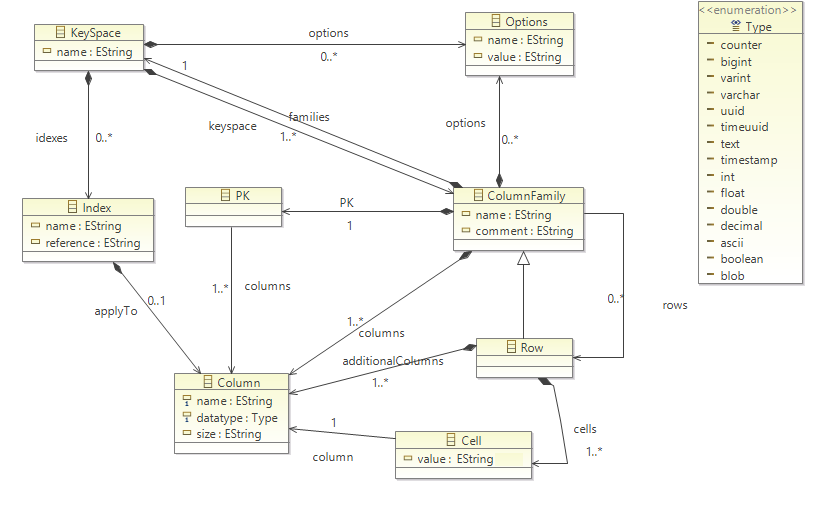 KeySpace
name : EString
options
0..*
Options
name : EString
value : EString
<<enumeration>>
Type
counter
bigint
varint
varchar
uuid
timeuuid
text
timestamp
int
float
double
decimal
ascii
boolean
blob
1
families
keyspace
1..*
idexes
0..*
options
0..*
PK
PK
1
ColumnFamily
name : EString
comment : EString
Index
name : EString
reference : EString
1..*
columns
applyTo
0..1
1..*
columns
0..*
rows
Row
additionalColumns
1..*
Column
name : EString
datatype : Type
size : EString
1
column
Cell
value : EString
cells
1..*